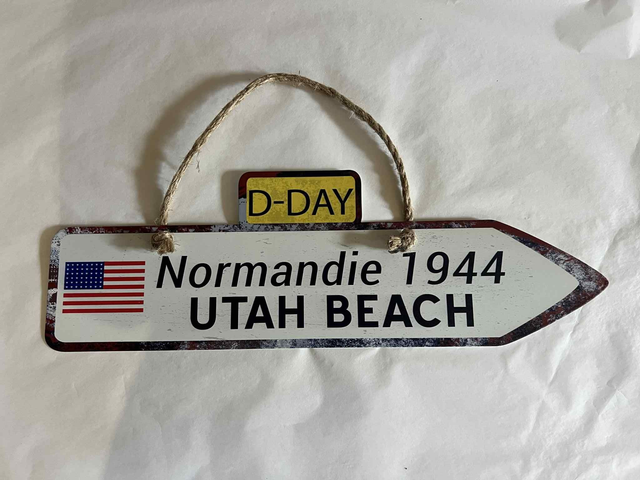 D-DAY
Normandie 1944
UTAH BEACH